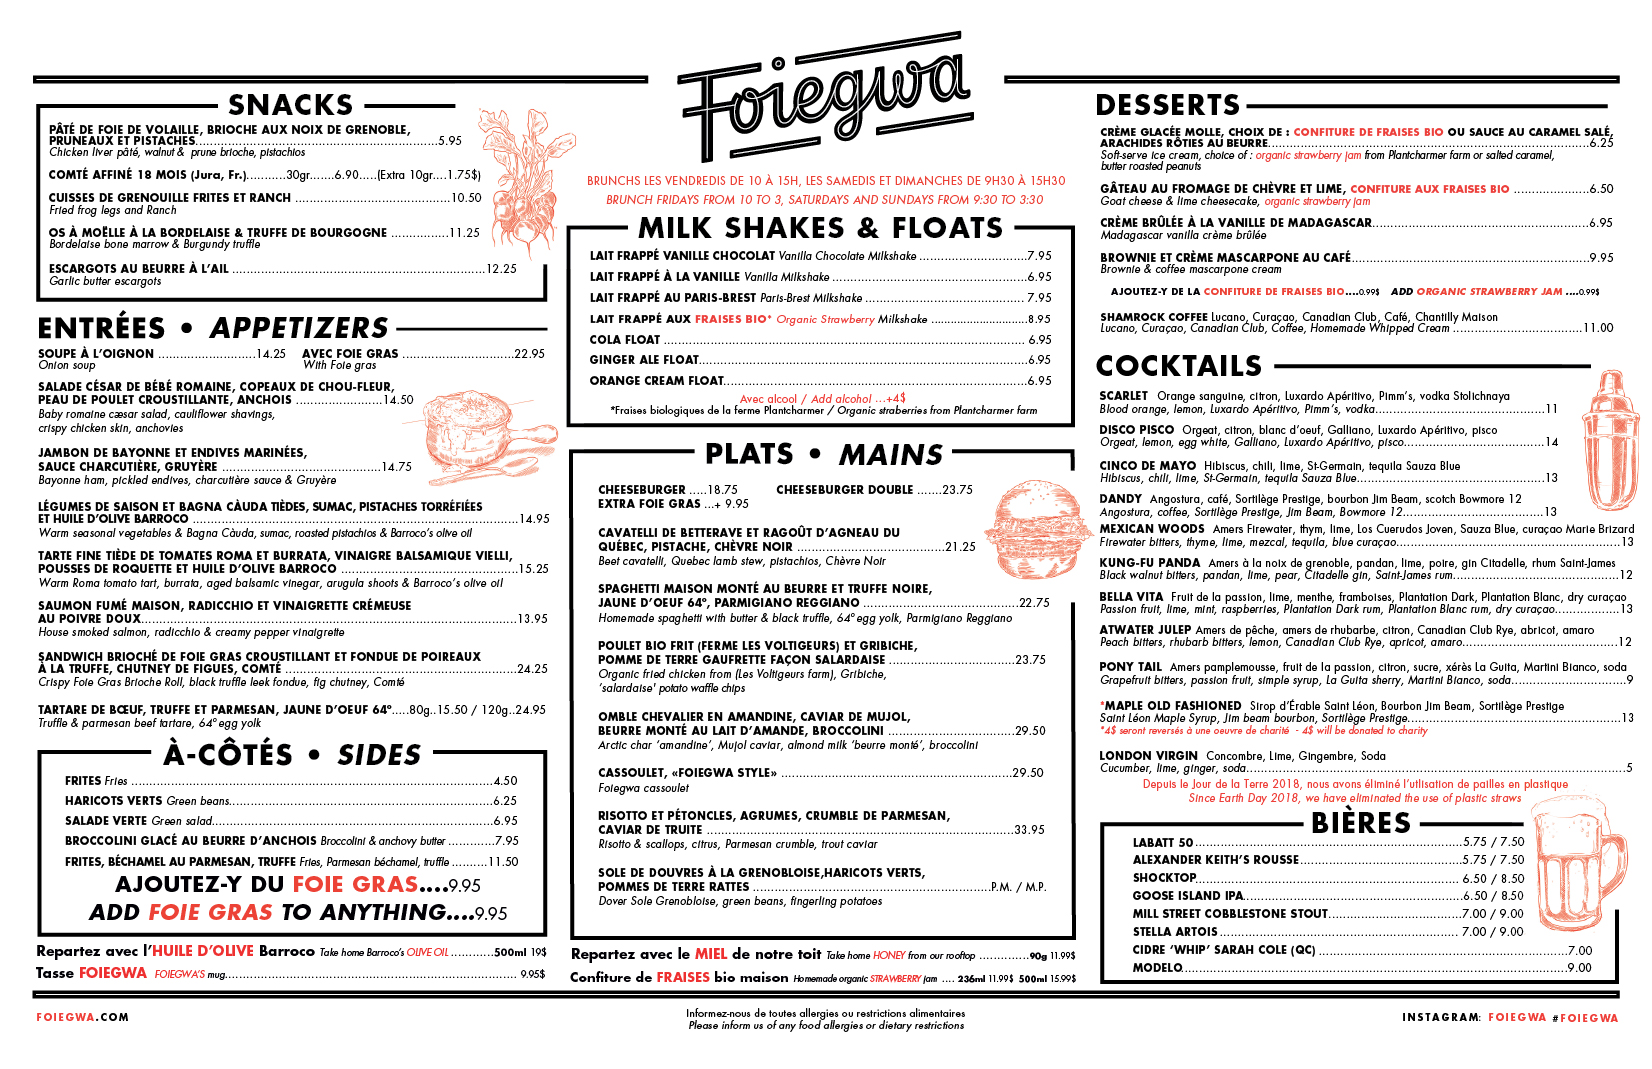 Foiegwa
BRUNCHS LES VENDREDIS DE 10 À 15H, LES SAMEDIS ET DIMANCHES DE 9H30 À 15H30
BRUNCH FRIDAYS FROM 10 TO 3, SATURDAYS AND SUNDAYS FROM 9:30 TO 3:30
SNACKS
PÂTÉ DE FOIE DE VOLAILLE, BRIOCHE AUX NOIX DE GRENOBLE,
PRUNEAUX ET PISTACHES...5.95
Chicken liver pâté, walnut & prune brioche, pistachios
COMTÉ AFFINÉ 18 MOIS (Jura, Fr.)...30gr...6.90...(Extra 10gr...1.75$)
CUISSES DE GRENOUILLE FRITES ET RANCH ...10.50
Fried frog legs and Ranch
OS À MOËLLE À LA BORDELAISE & TRUFFE DE BOURGOGNE ...11.25
Bordelaise bone marrow & Burgundy truffle
ESCARGOTS AU BEURRE À L'AIL ...12.25
Garlic butter escargots
ENTRÉES • APPETIZERS
SOUPE À L'OIGNON ...14.25 AVEC FOIE GRAS ...22.95
Onion soup With Foie gras
SALADE CÉSAR DE BÉBÉ ROMAINE, COPEAUX DE CHOU-FLEUR,
PEAU DE POULET CROUSTILLANTE, ANCHOIS ...14.50
Baby romaine cæsar salad, cauliflower shavings,
crispy chicken skin, anchovies
JAMBON DE BAYONNE ET ENDIVES MARINÉES,
SAUCE CHARCUTIÈRE, GRUYÈRE ...14.75
Bayonne ham, pickled endives, charcutière sauce & Gruyère
LÉGUMES DE SAISON ET BAGNA CÀUDA TIÈDES, SUMAC, PISTACHES TORRÉFIÉES
ET HUILE D'OLIVE BARROCO ...14.95
Warm seasonal vegetables & Bagna Càuda, sumac, roasted pistachios & Barroco's olive oil
TARTE FINE TIÈDE DE TOMATES ROMA ET BURRATA, VINAIGRE BALSAMIQUE VIELLI,
POUSSES DE ROQUETTE ET HUILE D'OLIVE BARROCO ...15.25
Warm Roma tomato tart, burrata, aged balsamic vinegar, arugula shoots & Barroco's olive oil
SAUMON FUMÉ MAISON, RADICCHIO ET VINAIGRETTE CRÉMEUSE
AU POIVRE DOUX...13.95
House smoked salmon, radicchio & creamy pepper vinaigrette
SANDWICH BRIOCHÉ DE FOIE GRAS CROUSTILLANT ET FONDUE DE POIREAUX
À LA TRUFFE, CHUTNEY DE FIGUES, COMTÉ ...24.25
Crispy Foie Gras Brioche Roll, black truffle leek fondue, fig chutney, Comté
TARTARE DE BŒUF, TRUFFE ET PARMESAN, JAUNE D'OEUF 64º.....80g..15.50 / 120g..24.95
Truffle & parmesan beef tartare, 64º egg yolk
À-CÔTÉS • SIDES
FRITES Fries ...4.50
HARICOTS VERTS Green beans...6.25
SALADE VERTE Green salad...6.95
BROCCOLINI GLACÉ AU BEURRE D'ANCHOIS Broccolini & anchovy butter ...7.95
FRITES, BÉCHAMEL AU PARMESAN, TRUFFE Fries, Parmesan béchamel, truffle ...11.50
AJOUTEZ-Y DU FOIE GRAS....9.95
ADD FOIE GRAS TO ANYTHING....9.95
Repartez avec l'HUILE D'OLIVE Barroco Take home Barroco's OLIVE OIL ...500ml 19$
Tasse FOIEGWA FOIEGWA'S mug... 9.95$
MILK SHAKES & FLOATS
LAIT FRAPPÉ VANILLE CHOCOLAT Vanilla Chocolate Milkshake ...7.95
LAIT FRAPPÉ À LA VANILLE Vanilla Milkshake ...6.95
LAIT FRAPPÉ AU PARIS-BREST Paris-Brest Milkshake ... 7.95
LAIT FRAPPÉ AUX FRAISES BIO* Organic Strawberry Milkshake ...8.95
COLA FLOAT ... 6.95
GINGER ALE FLOAT...6.95
ORANGE CREAM FLOAT...6.95
Avec alcool / Add alcohol ...+4$
*Fraises biologiques de la ferme Plantcharmer / Organic straberries from Plantcharmer farm
PLATS • MAINS
CHEESEBURGER .....18.75 CHEESEBURGER DOUBLE .......23.75
EXTRA FOIE GRAS ...+ 9.95
CAVATELLI DE BETTERAVE ET RAGOÛT D'AGNEAU DU
QUÉBEC, PISTACHE, CHÈVRE NOIR ...21.25
Beet cavatelli, Quebec lamb stew, pistachios, Chèvre Noir
SPAGHETTI MAISON MONTÉ AU BEURRE ET TRUFFE NOIRE,
JAUNE D'OEUF 64º, PARMIGIANO REGGIANO ...22.75
Homemade spaghetti with butter & black truffle, 64º egg yolk, Parmigiano Reggiano
POULET BIO FRIT (FERME LES VOLTIGEURS) ET GRIBICHE,
POMME DE TERRE GAUFRETTE FAÇON SALARDAISE ...23.75
Organic fried chicken from (Les Voltigeurs farm), Gribiche,
'salardaise' potato waffle chips
OMBLE CHEVALIER EN AMANDINE, CAVIAR DE MUJOL,
BEURRE MONTÉ AU LAIT D'AMANDE, BROCCOLINI ...29.50
Arctic char 'amandine', Mujol caviar, almond milk 'beurre monté', broccolini
CASSOULET, «FOIEGWA STYLE» ...29.50
Foiegwa cassoulet
RISOTTO ET PÉTONCLES, AGRUMES, CRUMBLE DE PARMESAN,
CAVIAR DE TRUITE ...33.95
Risotto & scallops, citrus, Parmesan crumble, trout caviar
SOLE DE DOUVRES À LA GRENOBLOISE,HARICOTS VERTS,
POMMES DE TERRE RATTES ...P.M. / M.P.
Dover Sole Grenobloise, green beans, fingerling potatoes
Repartez avec le MIEL de notre toit Take home HONEY from our rooftop ...90g 11.99$
Confiture de FRAISES bio maison Homemade organic STRAWBERRY jam .... 236ml 11.99$ 500ml 15.99$
DESSERTS
CRÈME GLACÉE MOLLE, CHOIX DE : CONFITURE DE FRAISES BIO OU SAUCE AU CARAMEL SALÉ,
ARACHIDES RÔTIES AU BEURRE...6.25
Soft-serve ice cream, choice of : organic strawberry jam from Plantcharmer farm or salted caramel,
butter roasted peanuts
GÂTEAU AU FROMAGE DE CHÈVRE ET LIME, CONFITURE AUX FRAISES BIO ...6.50
Goat cheese & lime cheesecake, organic strawberry jam
CRÈME BRÛLÉE À LA VANILLE DE MADAGASCAR...6.95
Madagascar vanilla crème brûlée
BROWNIE ET CRÈME MASCARPONE AU CAFÉ...9.95
Brownie & coffee mascarpone cream
AJOUTEZ-Y DE LA CONFITURE DE FRAISES BIO....0.99$ ADD ORGANIC STRAWBERRY JAM ....0.99$
SHAMROCK COFFEE Lucano, Curaçao, Canadian Club, Café, Chantilly Maison
Lucano, Curaçao, Canadian Club, Coffee, Homemade Whipped Cream ...11.00
COCKTAILS
SCARLET Orange sanguine, citron, Luxardo Apéritivo, Pimm's, vodka Stolichnaya
Blood orange, lemon, Luxardo Apéritivo, Pimm's, vodka...11
DISCO PISCO Orgeat, citron, blanc d'oeuf, Galliano, Luxardo Apéritivo, pisco
Orgeat, lemon, egg white, Galliano, Luxardo Apéritivo, pisco...14
CINCO DE MAYO Hibiscus, chili, lime, St-Germain, tequila Sauza Blue
Hibiscus, chili, lime, St-Germain, tequila Sauza Blue...13
DANDY Angostura, café, Sortilège Prestige, bourbon Jim Beam, scotch Bowmore 12
Angostura, coffee, Sortilège Prestige, Jim Beam, Bowmore 12...13
MEXICAN WOODS Amers Firewater, thym, lime, Los Cuerudos Joven, Sauza Blue, curaçao Marie Brizard
Firewater bitters, thyme, lime, mezcal, tequila, blue curaçao...13
KUNG-FU PANDA Amers à la noix de grenoble, pandan, lime, poire, gin Citadelle, rhum Saint-James
Black walnut bitters, pandan, lime, pear, Citadelle gin, Saint-James rum...12
BELLA VITA Fruit de la passion, lime, menthe, framboises, Plantation Dark, Plantation Blanc, dry curaçao
Passion fruit, lime, mint, raspberries, Plantation Dark rum, Plantation Blanc rum, dry curaçao...13
ATWATER JULEP Amers de pêche, amers de rhubarbe, citron, Canadian Club Rye, abricot, amaro
Peach bitters, rhubarb bitters, lemon, Canadian Club Rye, apricot, amaro...12
PONY TAIL Amers pamplemousse, fruit de la passion, citron, sucre, xérès La Guita, Martini Bianco, soda
Grapefruit bitters, passion fruit, simple syrup, La Guita sherry, Martini Bianco, soda...9
*MAPLE OLD FASHIONED Sirop d'Érable Saint Léon, Bourbon Jim Beam, Sortilège Prestige
Saint Léon Maple Syrup, Jim beam bourbon, Sortilège Prestige...13
*4$ seront reversés à une oeuvre de charité - 4$ will be donated to charity
LONDON VIRGIN Concombre, Lime, Gingembre, Soda
Cucumber, lime, ginger, soda...5
Depuis le Jour de la Terre 2018, nous avons éliminé l'utlisation de pailles en plastique
Since Earth Day 2018, we have eliminated the use of plastic straws
BIÈRES
LABATT 50...5.75 / 7.50
ALEXANDER KEITH'S ROUSSE...5.75 / 7.50
SHOCKTOP... 6.50 / 8.50
GOOSE ISLAND IPA...6.50 / 8.50
MILL STREET COBBLESTONE STOUT...7.00 / 9.00
STELLA ARTOIS ... 7.00 / 9.00
CIDRE 'WHIP' SARAH COLE (QC) ...7.00
MODELO...9.00
FOIEGWA.COM
Informez-nous de toutes allergies ou restrictions alimentaires
Please inform us of any food allergies or dietary restrictions
INSTAGRAM: FOIEGWA #FOIEGWA